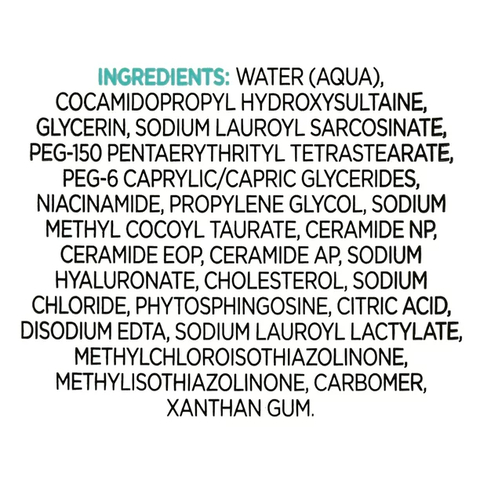 INGREDIENTS: WATER (AQUA),
COCAMIDOPROPYL HYDROXYSULTAINE,
GLYCERIN, SODIUM LAUROYL SARCOSINATE,
PEG-150 PENTAERYTHRITYL TETRASTEARATE,
PEG-6 CAPRYLIC/CAPRIC GLYCERIDES,
NIACINAMIDE, PROPYLENE GLYCOL, SODIUM
METHYL COCOYL TAURATE, CERAMIDE NP,
CERAMIDE EOP, CERAMIDE AP, SODIUM
HYALURONATE, CHOLESTEROL, SODIUM
CHLORIDE, PHYTOSPHINGOSINE, CITRIC ACID,
DISODIUM EDTA, SODIUM LAUROYL LACTYLATE,
METHYLCHLOROISOTHIAZOLINONE,
METHYLISOTHIAZOLINONE, CARBOMER,
XANTHAN GUM.